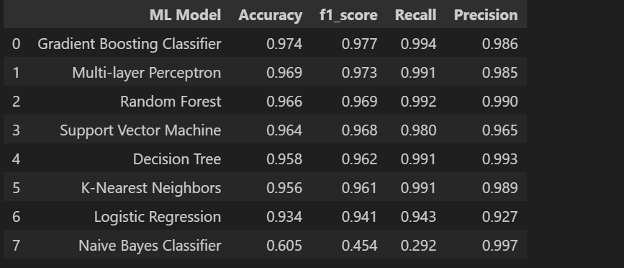 ML Model Accuracy f1_score Recall Precision
0 Gradient Boosting Classifier 0.974 0.977 0.994 0.986
1 Multi-layer Perceptron 0.969 0.973 0.991 0.985
2 Random Forest 0.966 0.969 0.992 0.990
3 Support Vector Machine 0.964 0.968 0.980 0.965
4 Decision Tree 0.958 0.962 0.991 0.993
5 K-Nearest Neighbors 0.956 0.961 0.991 0.989
6 Logistic Regression 0.934 0.941 0.943 0.927
7 Naive Bayes Classifier 0.605 0.454 0.292 0.997